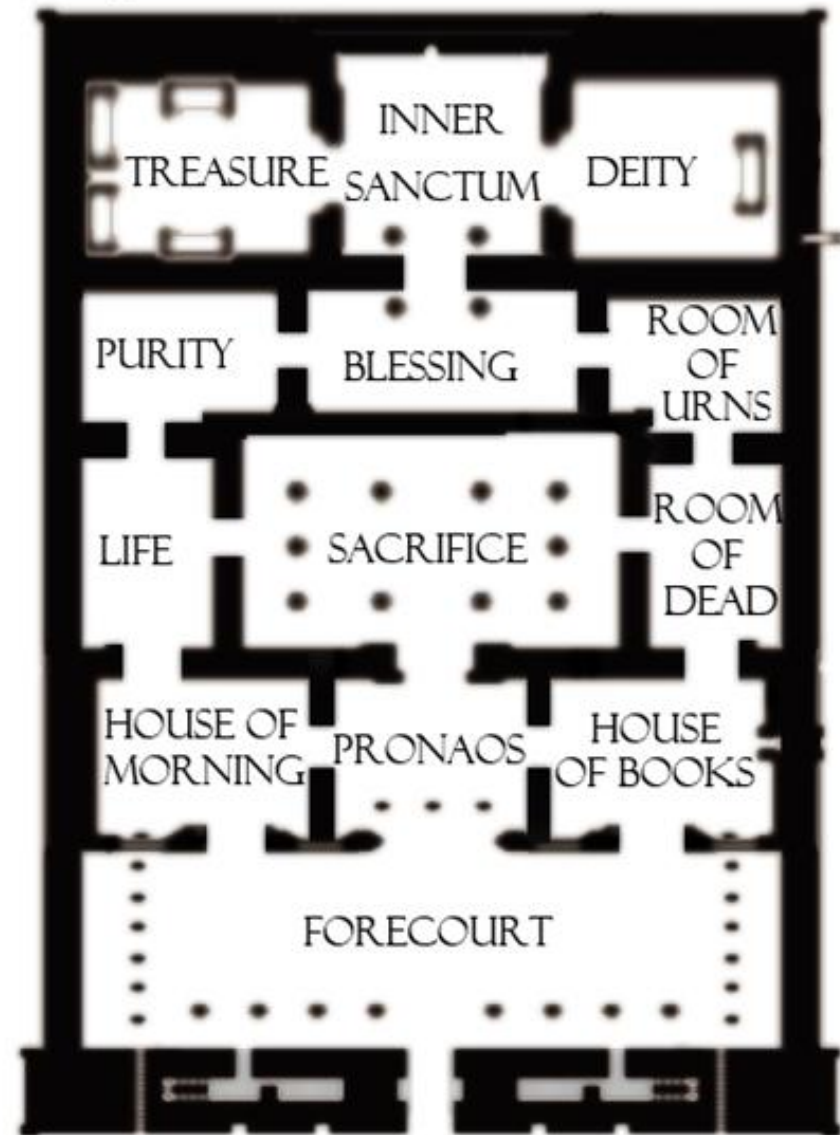 INNER
SANCTUM
TREASURE
DEITY
PURITY
BLESSING
ROOM
OF
URNS
LIFE
SACRIFICE
ROOM
OF
DEAD
HOUSE OF
MORNING
PRONAOS
HOUSE
OF BOOKS
FORECOURT